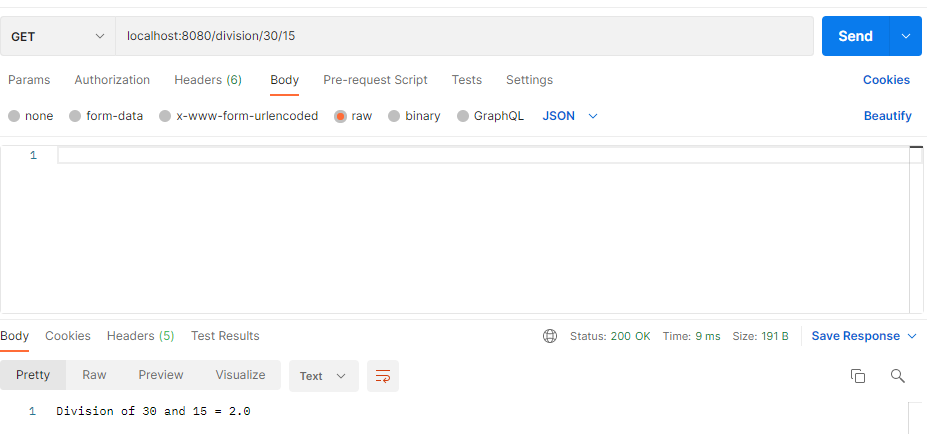 GET localhost:8080/division/30/15 Send
Params Authorization Headers (6) Body Pre-request Script Tests Settings Cookies
none form-data x-www-form-urlencoded raw binary GraphQL JSON Beautify
1
Body Cookies Headers (5) Test Results Status: 200 OK Time: 9 ms Size: 191 B Save Response
Pretty Raw Preview Visualize Text
1 Division of 30 and 15 = 2.0